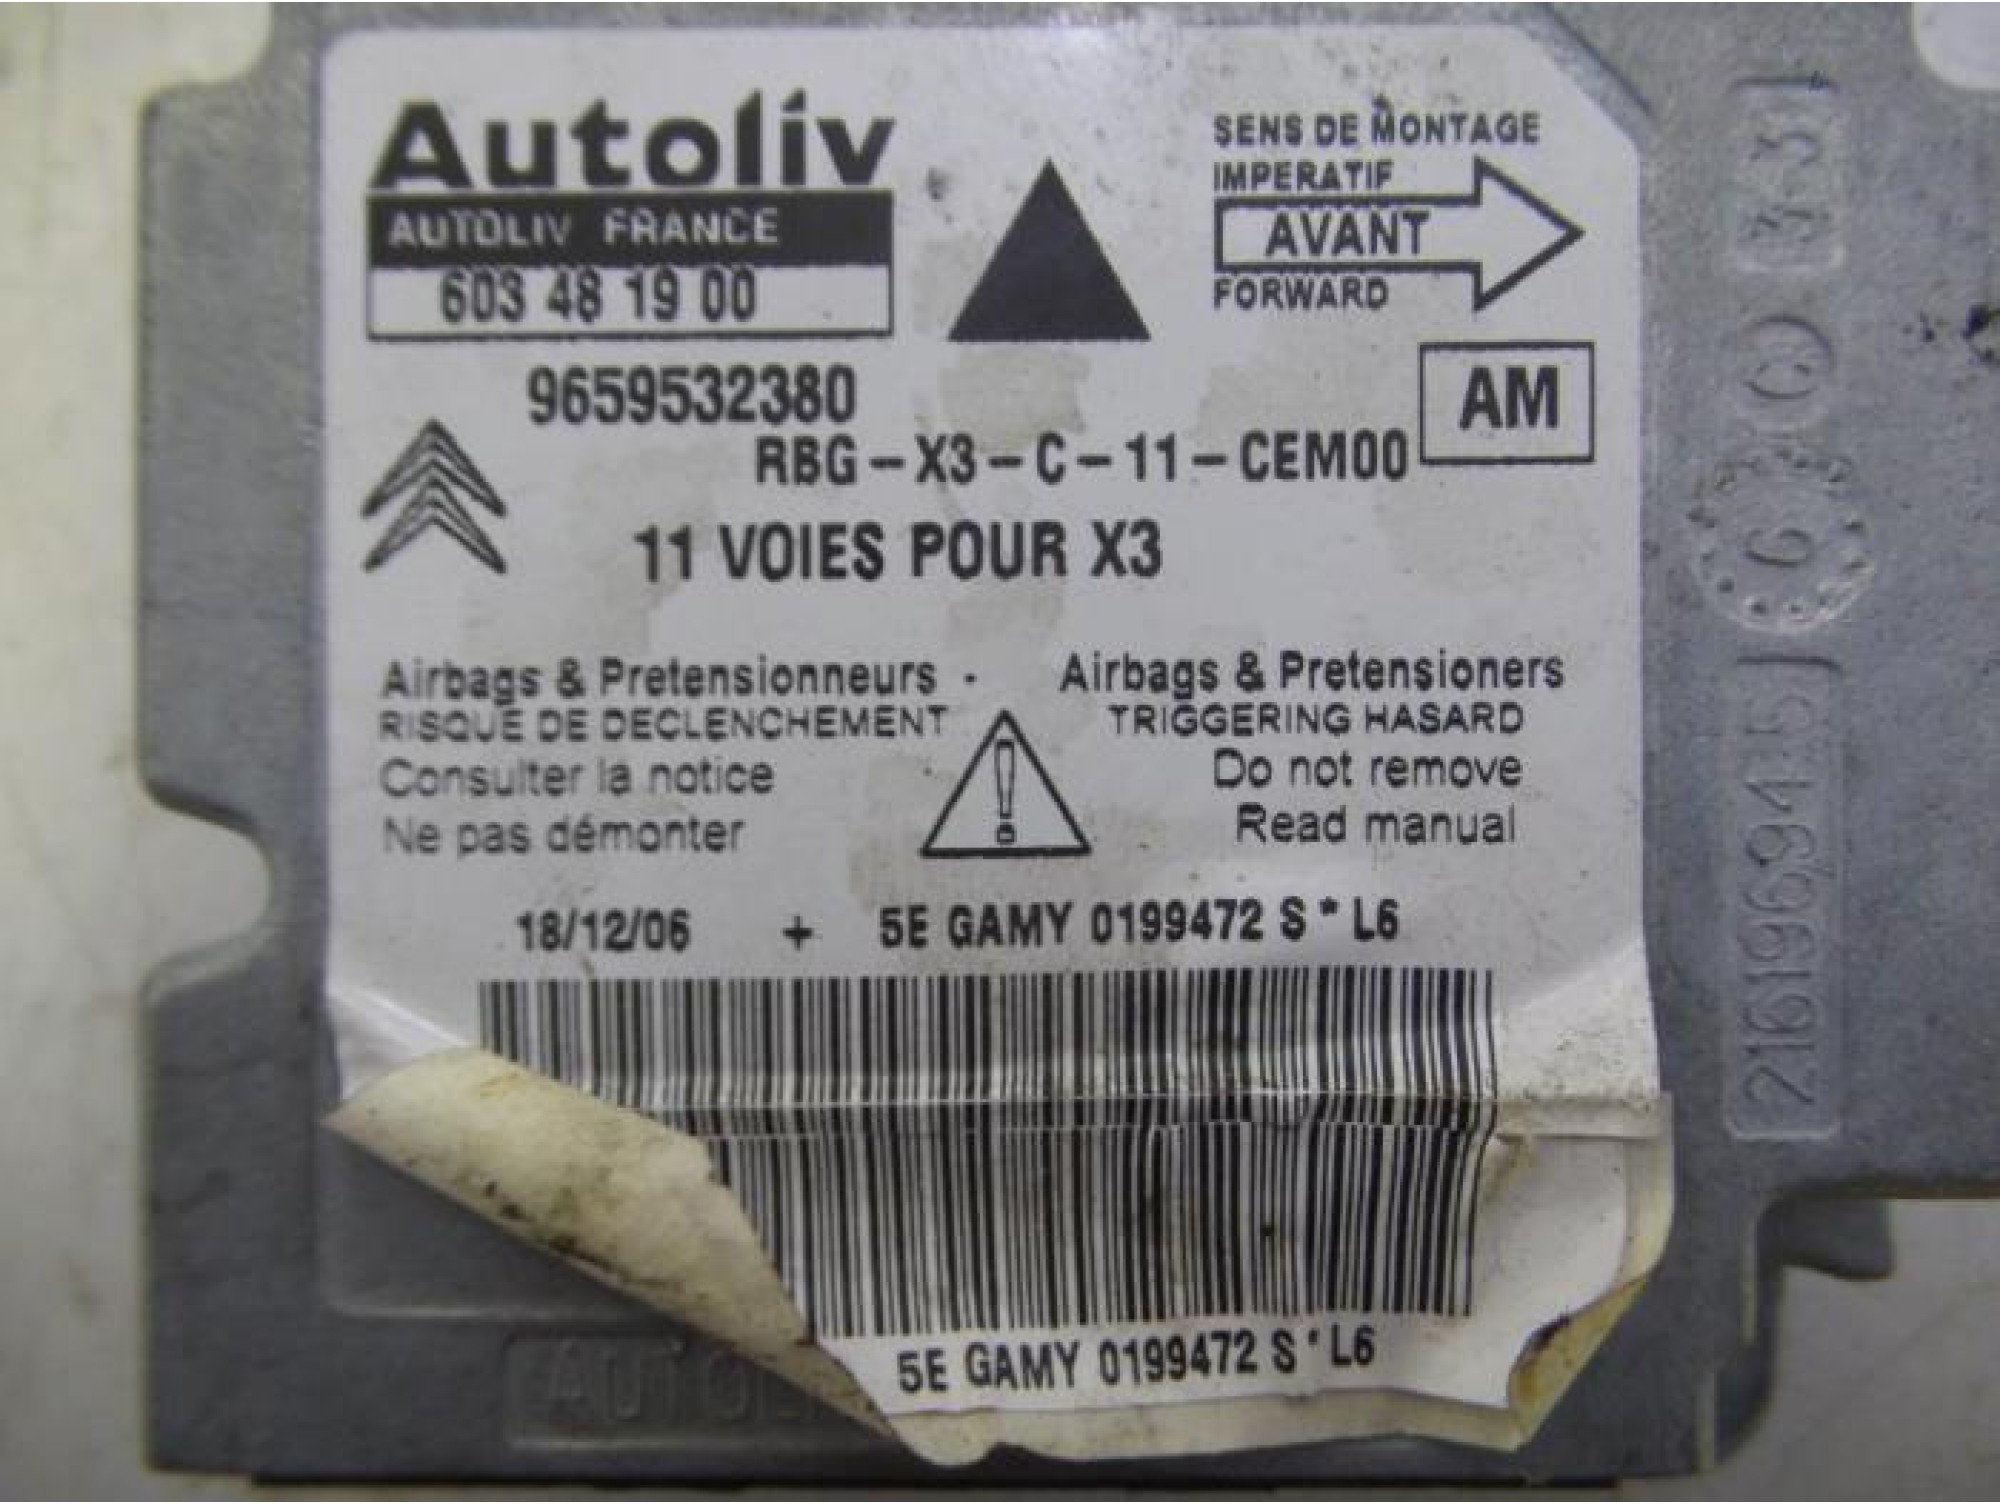 Autoliv
AUTOLIV FRANCE
603 48 19 00
SENS DE MONTAGE
IMPERATIF
AVANT
FORWARD
9659532380
AM
RBG-X3-C-11-CEM00
11 VOIES POUR X3
Airbags & Pretensionneurs -
RISQUE DE DECLENCHEMENT
Consulter la notice
Ne pas démonter
Airbags & Pretensioners
TRIGGERING HASARD
Do not remove
Read manual
18/12/06 + 5E GAMY 0199472 S * L6
5E GAMY 0199472 S * L6
33
6